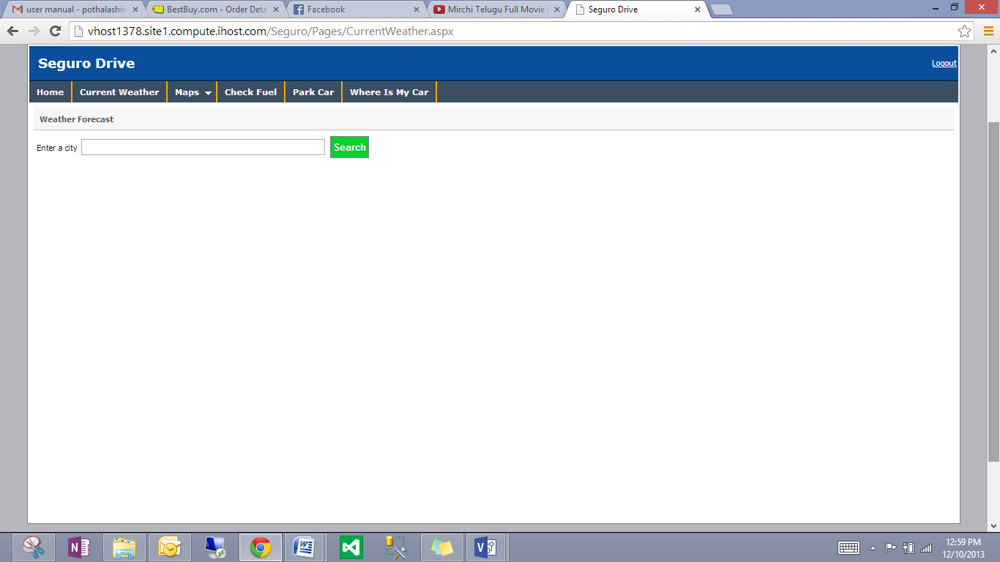 user manual - pothalashiv
BestBuy.com - Order Deta
Facebook
Mirchi Telugu Full Movie
Seguro Drive
vhost1378.site1.compute.ihost.com/Seguro/Pages/CurrentWeather.aspx
Seguro Drive
Logout
Home
Current Weather
Maps
Check Fuel
Park Car
Where Is My Car
Weather Forecast
Enter a city
Search
12:59 PM
12/10/2013